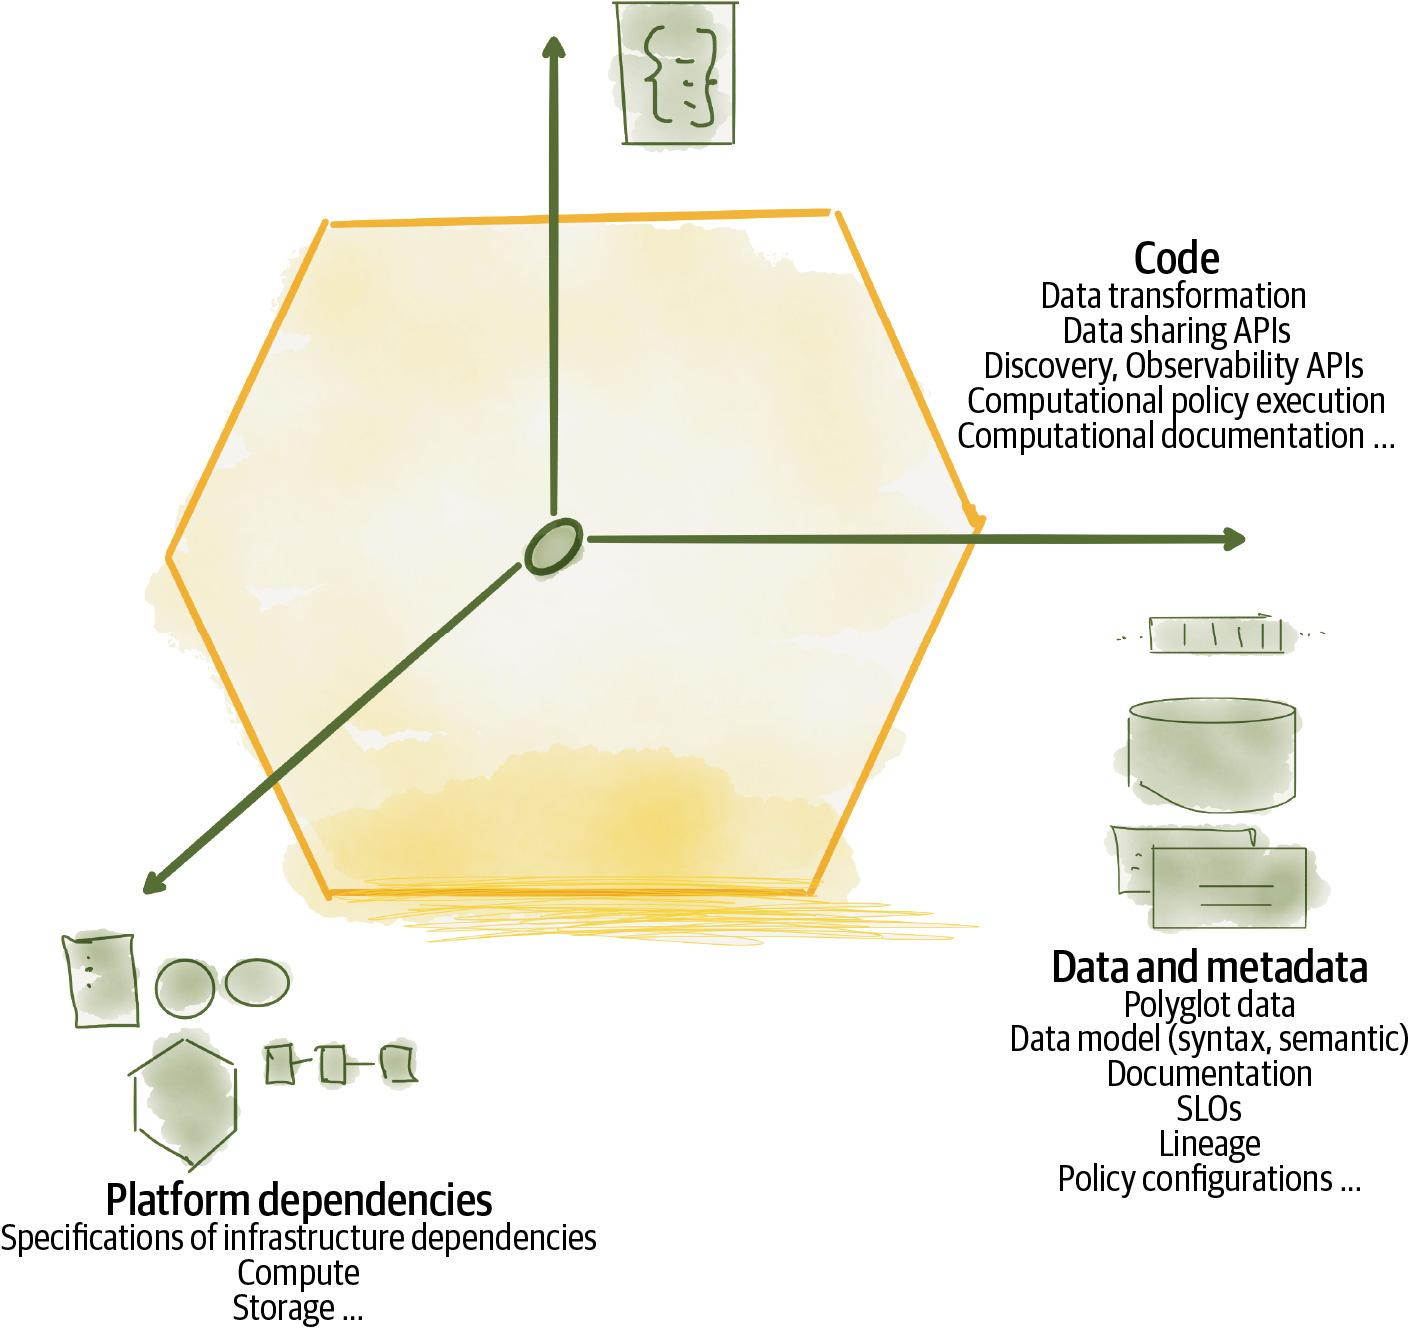 Code
Data transformation
Data sharing APIs
Discovery, Observability APIs
Computational policy execution
Computational documentation ...
Data and metadata
Polyglot data
Data model (syntax, semantic)
Documentation
SLOs
Lineage
Policy configurations ...
Platform dependencies
Specifications of infrastructure dependencies
Compute
Storage ...